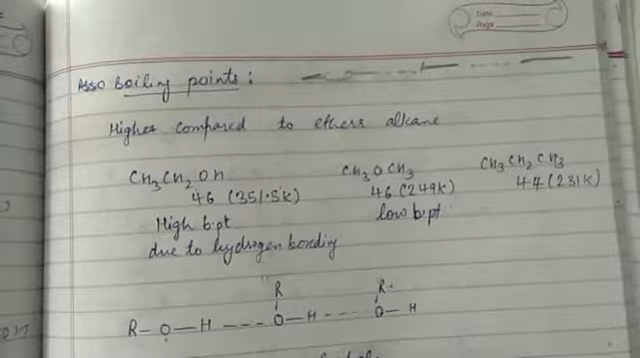 Date
Page
Asso Boiling points :
Higher compared to ethers alkane
CH3CH2OH CH3OCH3 CH3CH2CH3
46 (351.5K) 46 (249K) 44 (231K)
High b.pt low b.pt
due to hydrogen bonding
R R.
R-O-H --- O-H --- O-H